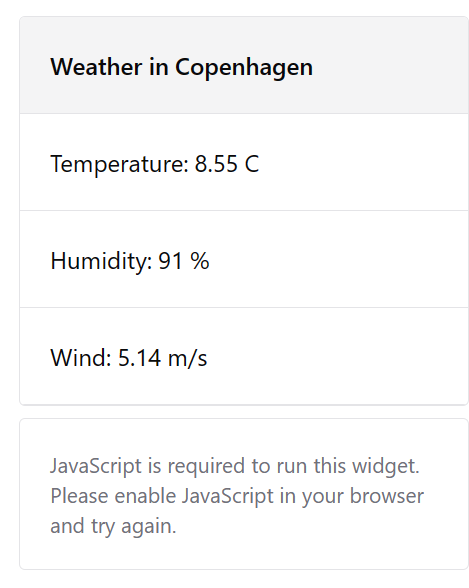 Weather in Copenhagen
Temperature: 8.55 C
Humidity: 91 %
Wind: 5.14 m/s
JavaScript is required to run this widget.
Please enable JavaScript in your browser
and try again.